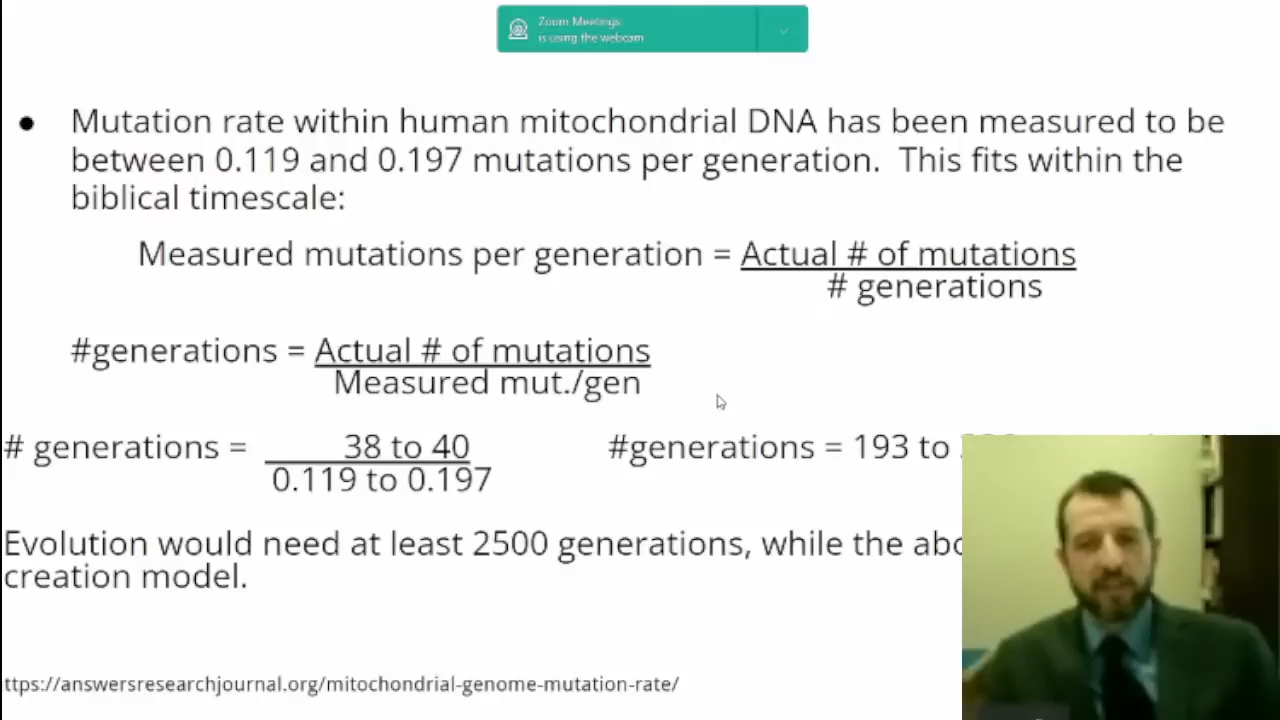 Zoom Meetings
is using the webcam
● Mutation rate within human mitochondrial DNA has been measured to be
between 0.119 and 0.197 mutations per generation. This fits within the
biblical timescale:
Measured mutations per generation = Actual # of mutations
# generations
#generations = Actual # of mutations
Measured mut./gen
# generations = 38 to 40
0.119 to 0.197
#generations = 193 to
Evolution would need at least 2500 generations, while the
creation model.
ttps://answersresearchjournal.org/mitochondrial-genome-mutation-rate/